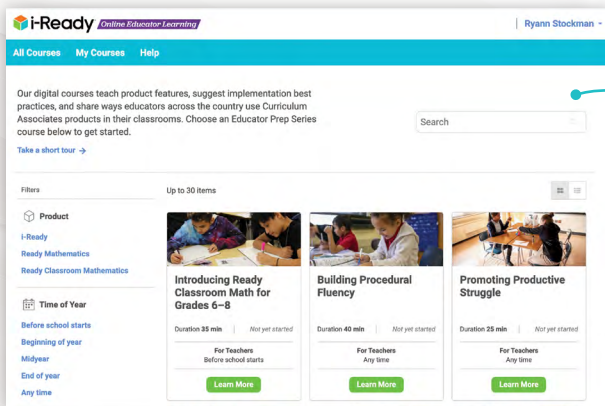 i-Ready Online Educator Learning
Ryann Stockman
All Courses My Courses Help
Our digital courses teach product features, suggest implementation best
practices, and share ways educators across the country use Curriculum
Associates products in their classrooms. Choose an Educator Prep Series
course below to get started.
Take a short tour →
Search
Filters
Up to 30 items
Product
i-Ready
Ready Mathematics
Ready Classroom Mathematics
Time of Year
Before school starts
Beginning of year
Midyear
End of year
Any time
Introducing Ready
Classroom Math for
Grades 6–8
Duration 35 min | Not yet started
For Teachers
Before school starts
Learn More
Building Procedural
Fluency
Duration 40 min | Not yet started
For Teachers
Any time
Learn More
Promoting Productive
Struggle
Duration 25 min | Not yet started
For Teachers
Any time
Learn More